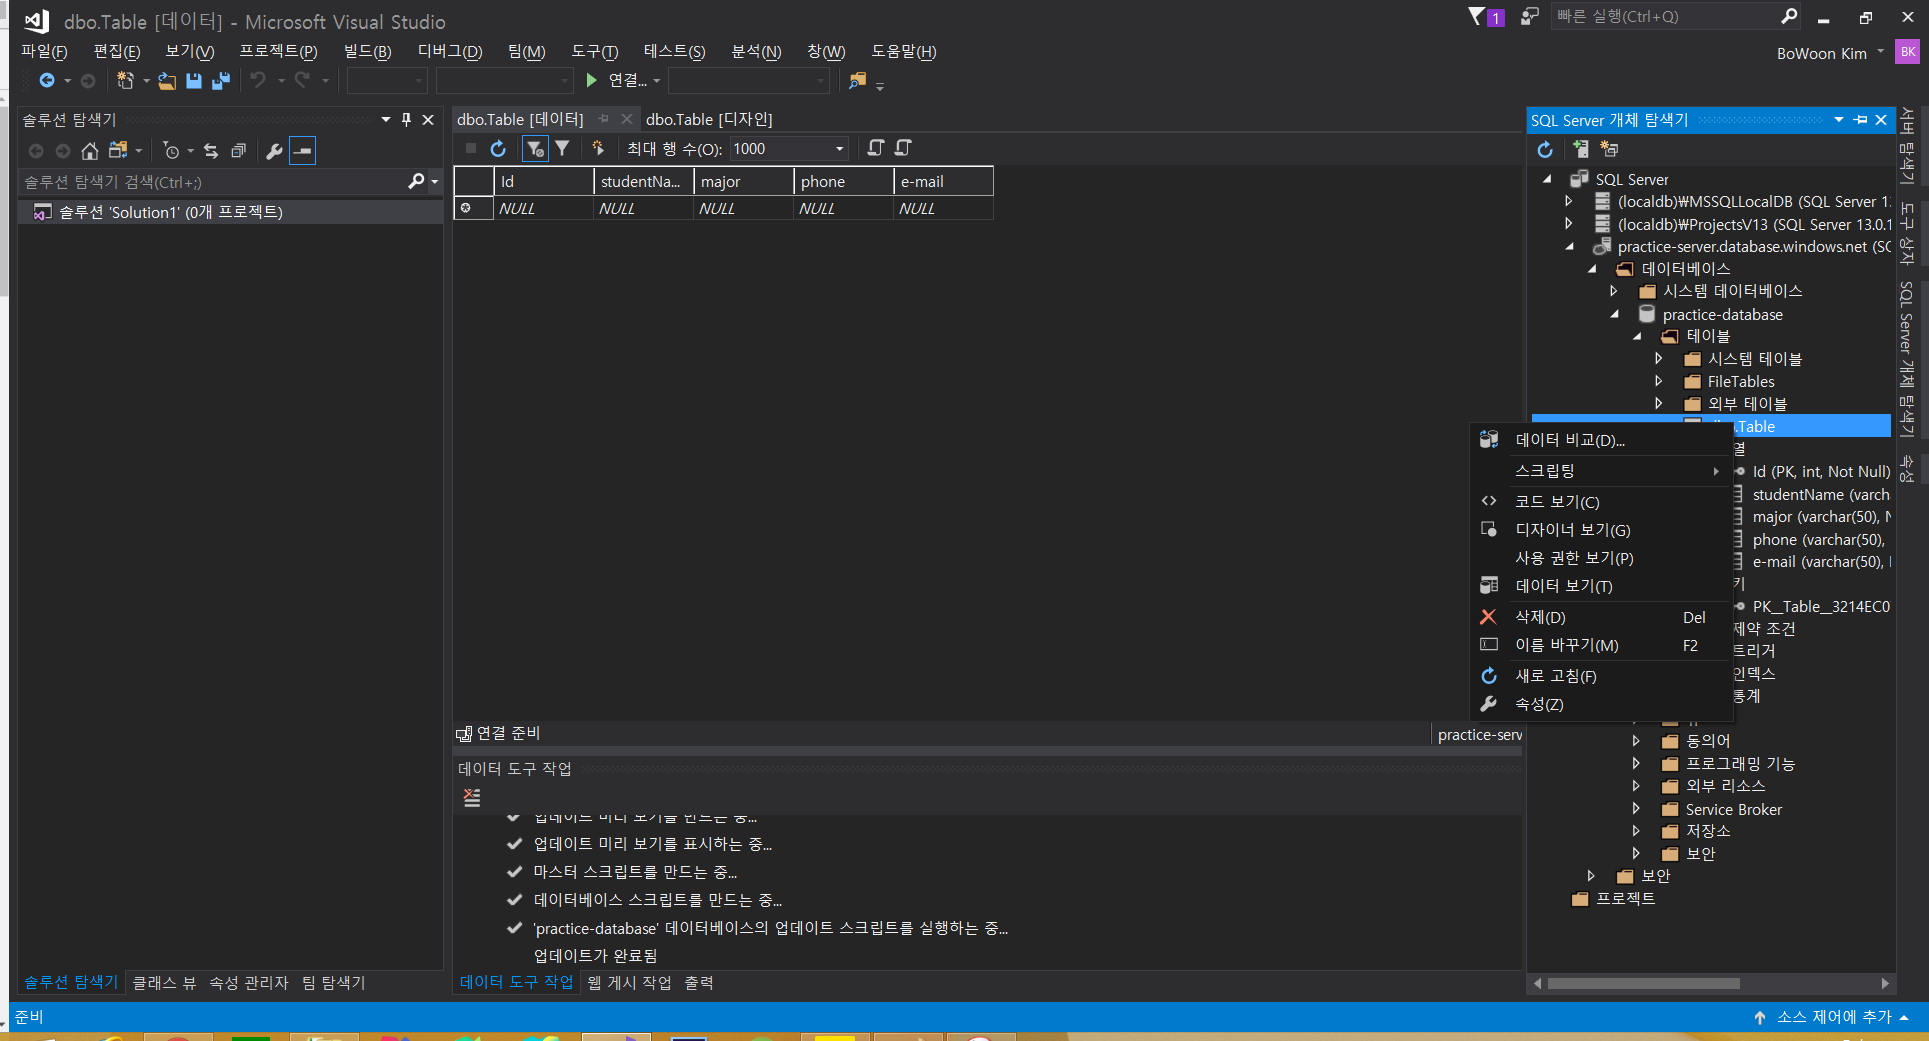 dbo.Table [데이터] - Microsoft Visual Studio
1
빠른 실행(Ctrl+Q)
파일(F) 편집(E) 보기(V) 프로젝트(P) 빌드(B) 디버그(D) 팀(M) 도구(T) 테스트(S) 분석(N) 창(W) 도움말(H)
BoWoon Kim
BK
연결...
솔루션 탐색기
솔루션 탐색기 검색(Ctrl+;)
솔루션 'Solution1' (0개 프로젝트)
dbo.Table [데이터]
dbo.Table [디자인]
최대 행 수(O): 1000
Id studentNa... major phone e-mail
NULL NULL NULL NULL NULL
연결 준비
practice-serv
데이터 도구 작업
업데이트 미리 보기를 만드는 중...
업데이트 미리 보기를 표시하는 중...
마스터 스크립트를 만드는 중...
데이터베이스 스크립트를 만드는 중...
'practice-database' 데이터베이스의 업데이트 스크립트를 실행하는 중...
업데이트가 완료됨
솔루션 탐색기 클래스 뷰 속성 관리자 팀 탐색기
데이터 도구 작업 웹 게시 작업 출력
SQL Server 개체 탐색기
SQL Server
(localdb)₩MSSQLLocalDB (SQL Server 1
(localdb)₩ProjectsV13 (SQL Server 13.0.1
practice-server.database.windows.net (SQ
데이터베이스
시스템 데이터베이스
practice-database
테이블
시스템 테이블
FileTables
외부 테이블
.Table
열
Id (PK, int, Not Null)
studentName (varch
major (varchar(50), N
phone (varchar(50),
e-mail (varchar(50),
키
PK__Table__3214EC0
제약 조건
트리거
인덱스
통계
동의어
프로그래밍 기능
외부 리소스
Service Broker
저장소
보안
보안
프로젝트
데이터 비교(D)...
스크립팅
코드 보기(C)
디자이너 보기(G)
사용 권한 보기(P)
데이터 보기(T)
삭제(D) Del
이름 바꾸기(M) F2
새로 고침(F)
속성(Z)
서버 탐색기
도구 상자
SQL Server 개체 탐색기
속성
준비
소스 제어에 추가